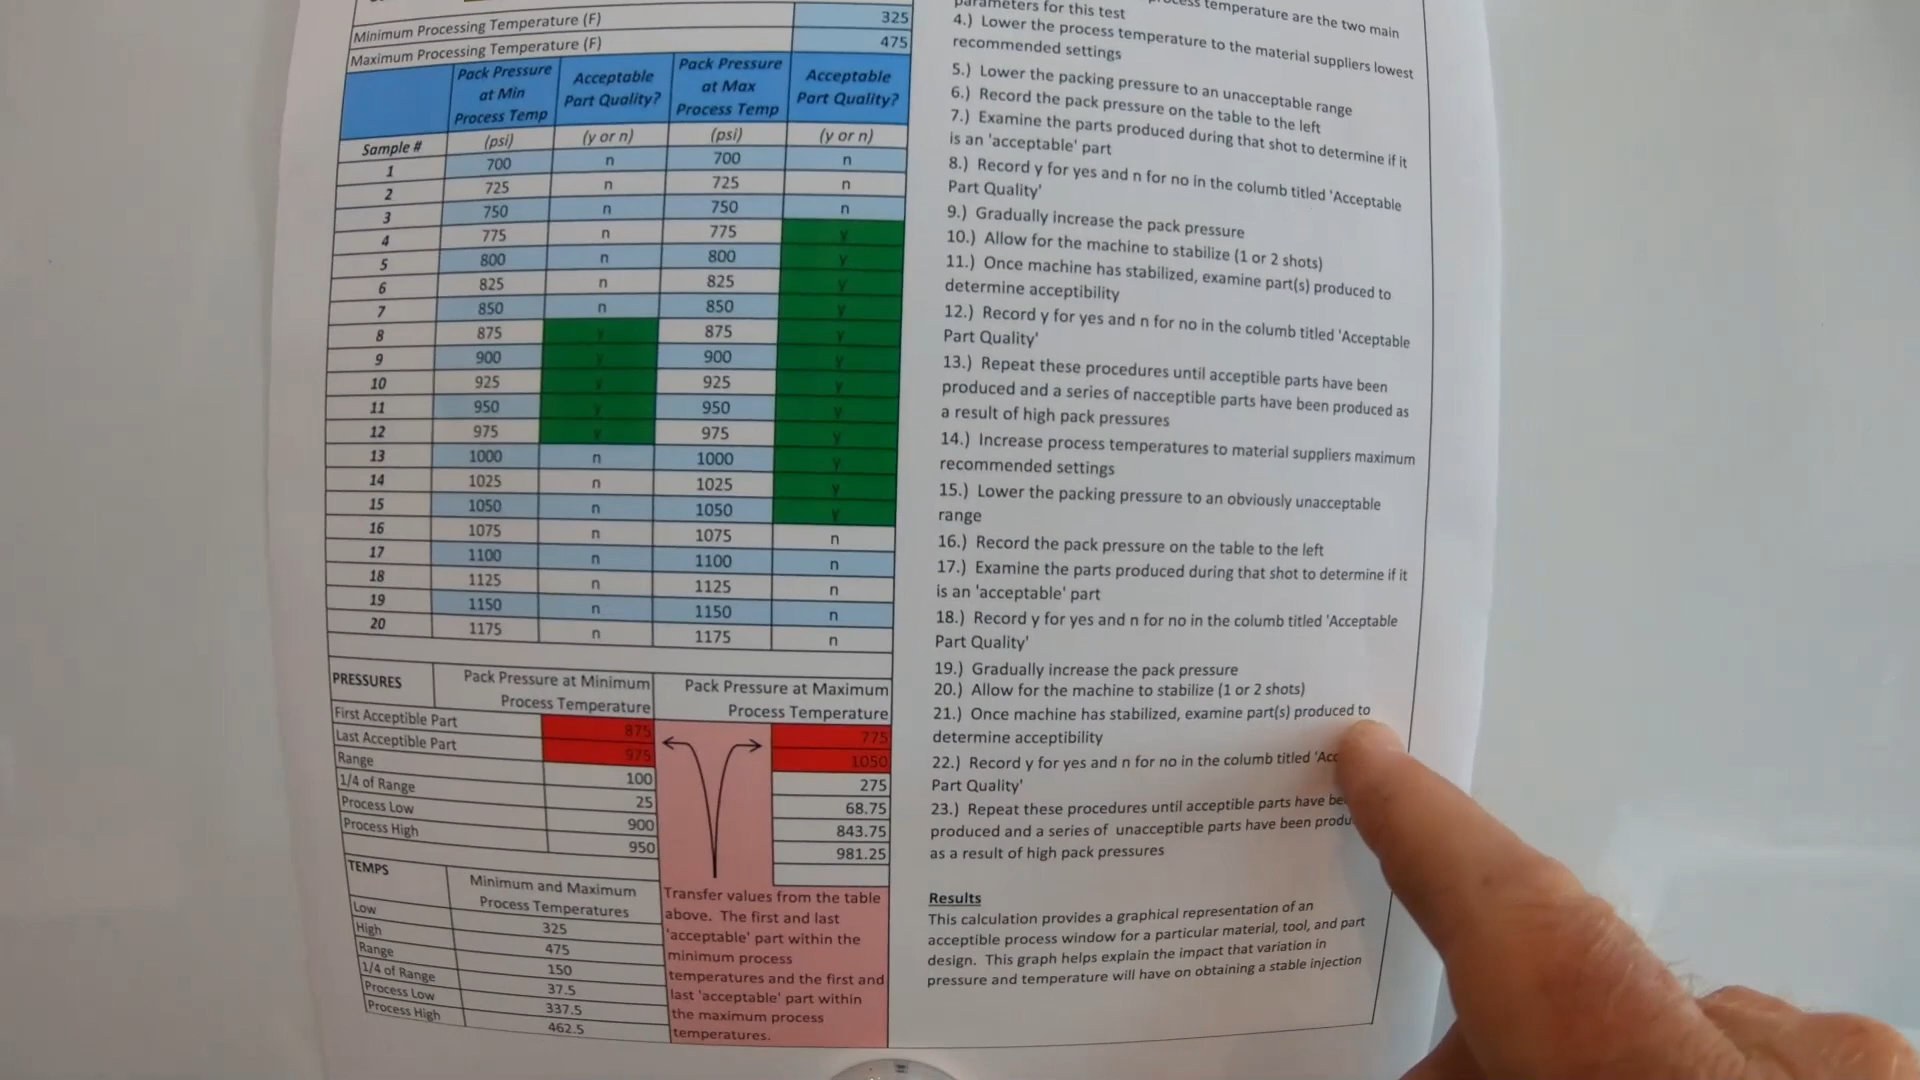 Minimum Processing Temperature (F) 325
Maximum Processing Temperature (F) 475
Pack Pressure at Min Process Temp Acceptable Part Quality? Pack Pressure at Max Process Temp Acceptable Part Quality?
Sample # (psi) (y or n) (psi) (y or n)
1 700 n 700 n
2 725 n 725 n
3 750 n 750 n
4 775 n 775 y
5 800 n 800 y
6 825 n 825 y
7 850 n 850 y
8 875 y 875 y
9 900 y 900 y
10 925 y 925 y
11 950 y 950 y
12 975 y 975 y
13 1000 n 1000 y
14 1025 n 1025 y
15 1050 n 1050 y
16 1075 n 1075 n
17 1100 n 1100 n
18 1125 n 1125 n
19 1150 n 1150 n
20 1175 n 1175 n
PRESSURES Pack Pressure at Minimum Process Temperature Pack Pressure at Maximum Process Temperature
First Acceptible Part 875 775
Last Acceptible Part 975 1050
Range 100 275
1/4 of Range 25 68.75
Process Low 900 843.75
Process High 950 981.25
TEMPS Minimum and Maximum Process Temperatures
Low 325
High 475
Range 150
1/4 of Range 37.5
Process Low 337.5
Process High 462.5
Transfer values from the table
above. The first and last
'acceptable' part within the
minimum process
temperatures and the first and
last 'acceptable' part within
the maximum process
temperatures.
temperature are the two main
parameters for this test
4.) Lower the process temperature to the material suppliers lowest
recommended settings
5.) Lower the packing pressure to an unacceptable range
6.) Record the pack pressure on the table to the left
7.) Examine the parts produced during that shot to determine if it
is an 'acceptable' part
8.) Record y for yes and n for no in the columb titled 'Acceptable
Part Quality'
9.) Gradually increase the pack pressure
10.) Allow for the machine to stabilize (1 or 2 shots)
11.) Once machine has stabilized, examine part(s) produced to
determine acceptibility
12.) Record y for yes and n for no in the columb titled 'Acceptable
Part Quality'
13.) Repeat these procedures until acceptible parts have been
produced and a series of nacceptible parts have been produced as
a result of high pack pressures
14.) Increase process temperatures to material suppliers maximum
recommended settings
15.) Lower the packing pressure to an obviously unacceptable
range
16.) Record the pack pressure on the table to the left
17.) Examine the parts produced during that shot to determine if it
is an 'acceptable' part
18.) Record y for yes and n for no in the columb titled 'Acceptable
Part Quality'
19.) Gradually increase the pack pressure
20.) Allow for the machine to stabilize (1 or 2 shots)
21.) Once machine has stabilized, examine part(s) produced to
determine acceptibility
22.) Record y for yes and n for no in the columb titled 'Acc
Part Quality'
23.) Repeat these procedures until acceptible parts have be
produced and a series of unacceptible parts have been produ
as a result of high pack pressures
Results
This calculation provides a graphical representation of an
acceptible process window for a particular material, tool, and part
design. This graph helps explain the impact that variation in
pressure and temperature will have on obtaining a stable injection